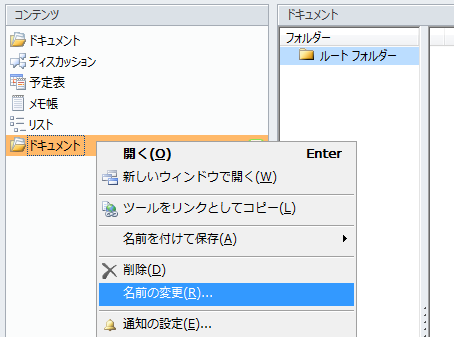 コンテンツ
ドキュメント
ディスカッション
予定表
メモ帳
リスト
ドキュメント
ドキュメント
フォルダー
ルート フォルダー
開く(O) Enter
新しいウィンドウで開く(W)
ツールをリンクとしてコピー(L)
名前を付けて保存(A)
削除(D)
名前の変更(R)...
通知の設定(E)...